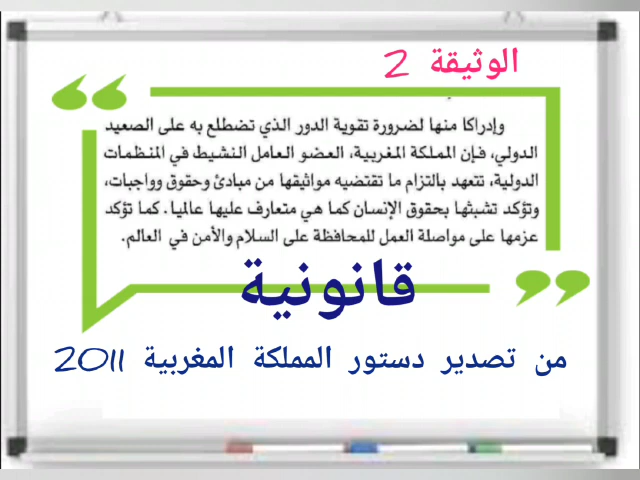 الوثيقة 2
وإدراكا منها لضرورة تقوية الدور الذي تضطلع به على الصعيد
الدولي، فإن المملكة المغربية، العضو العامل النشيط في المنظمات
الدولية، تتعهد بالتزام ما تقتضيه مواثيقها من مبادئ وحقوق وواجبات،
وتؤكد تشبثها بحقوق الإنسان كما هي متعارف عليها عالميا. كما تؤكد
عزمها على مواصلة العمل للمحافظة على السلام والأمن في العالم.
قانونية
من تصدير دستور المملكة المغربية 2011